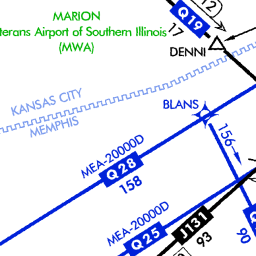 MARION
terans Airport of Southern Illinois
(MWA)
Q19
12
17
DENNI
KANSAS CITY
MEMPHIS
BLANS
156
MEA-20000D
Q28
158
MEA-20000D
Q25
J131
93
90